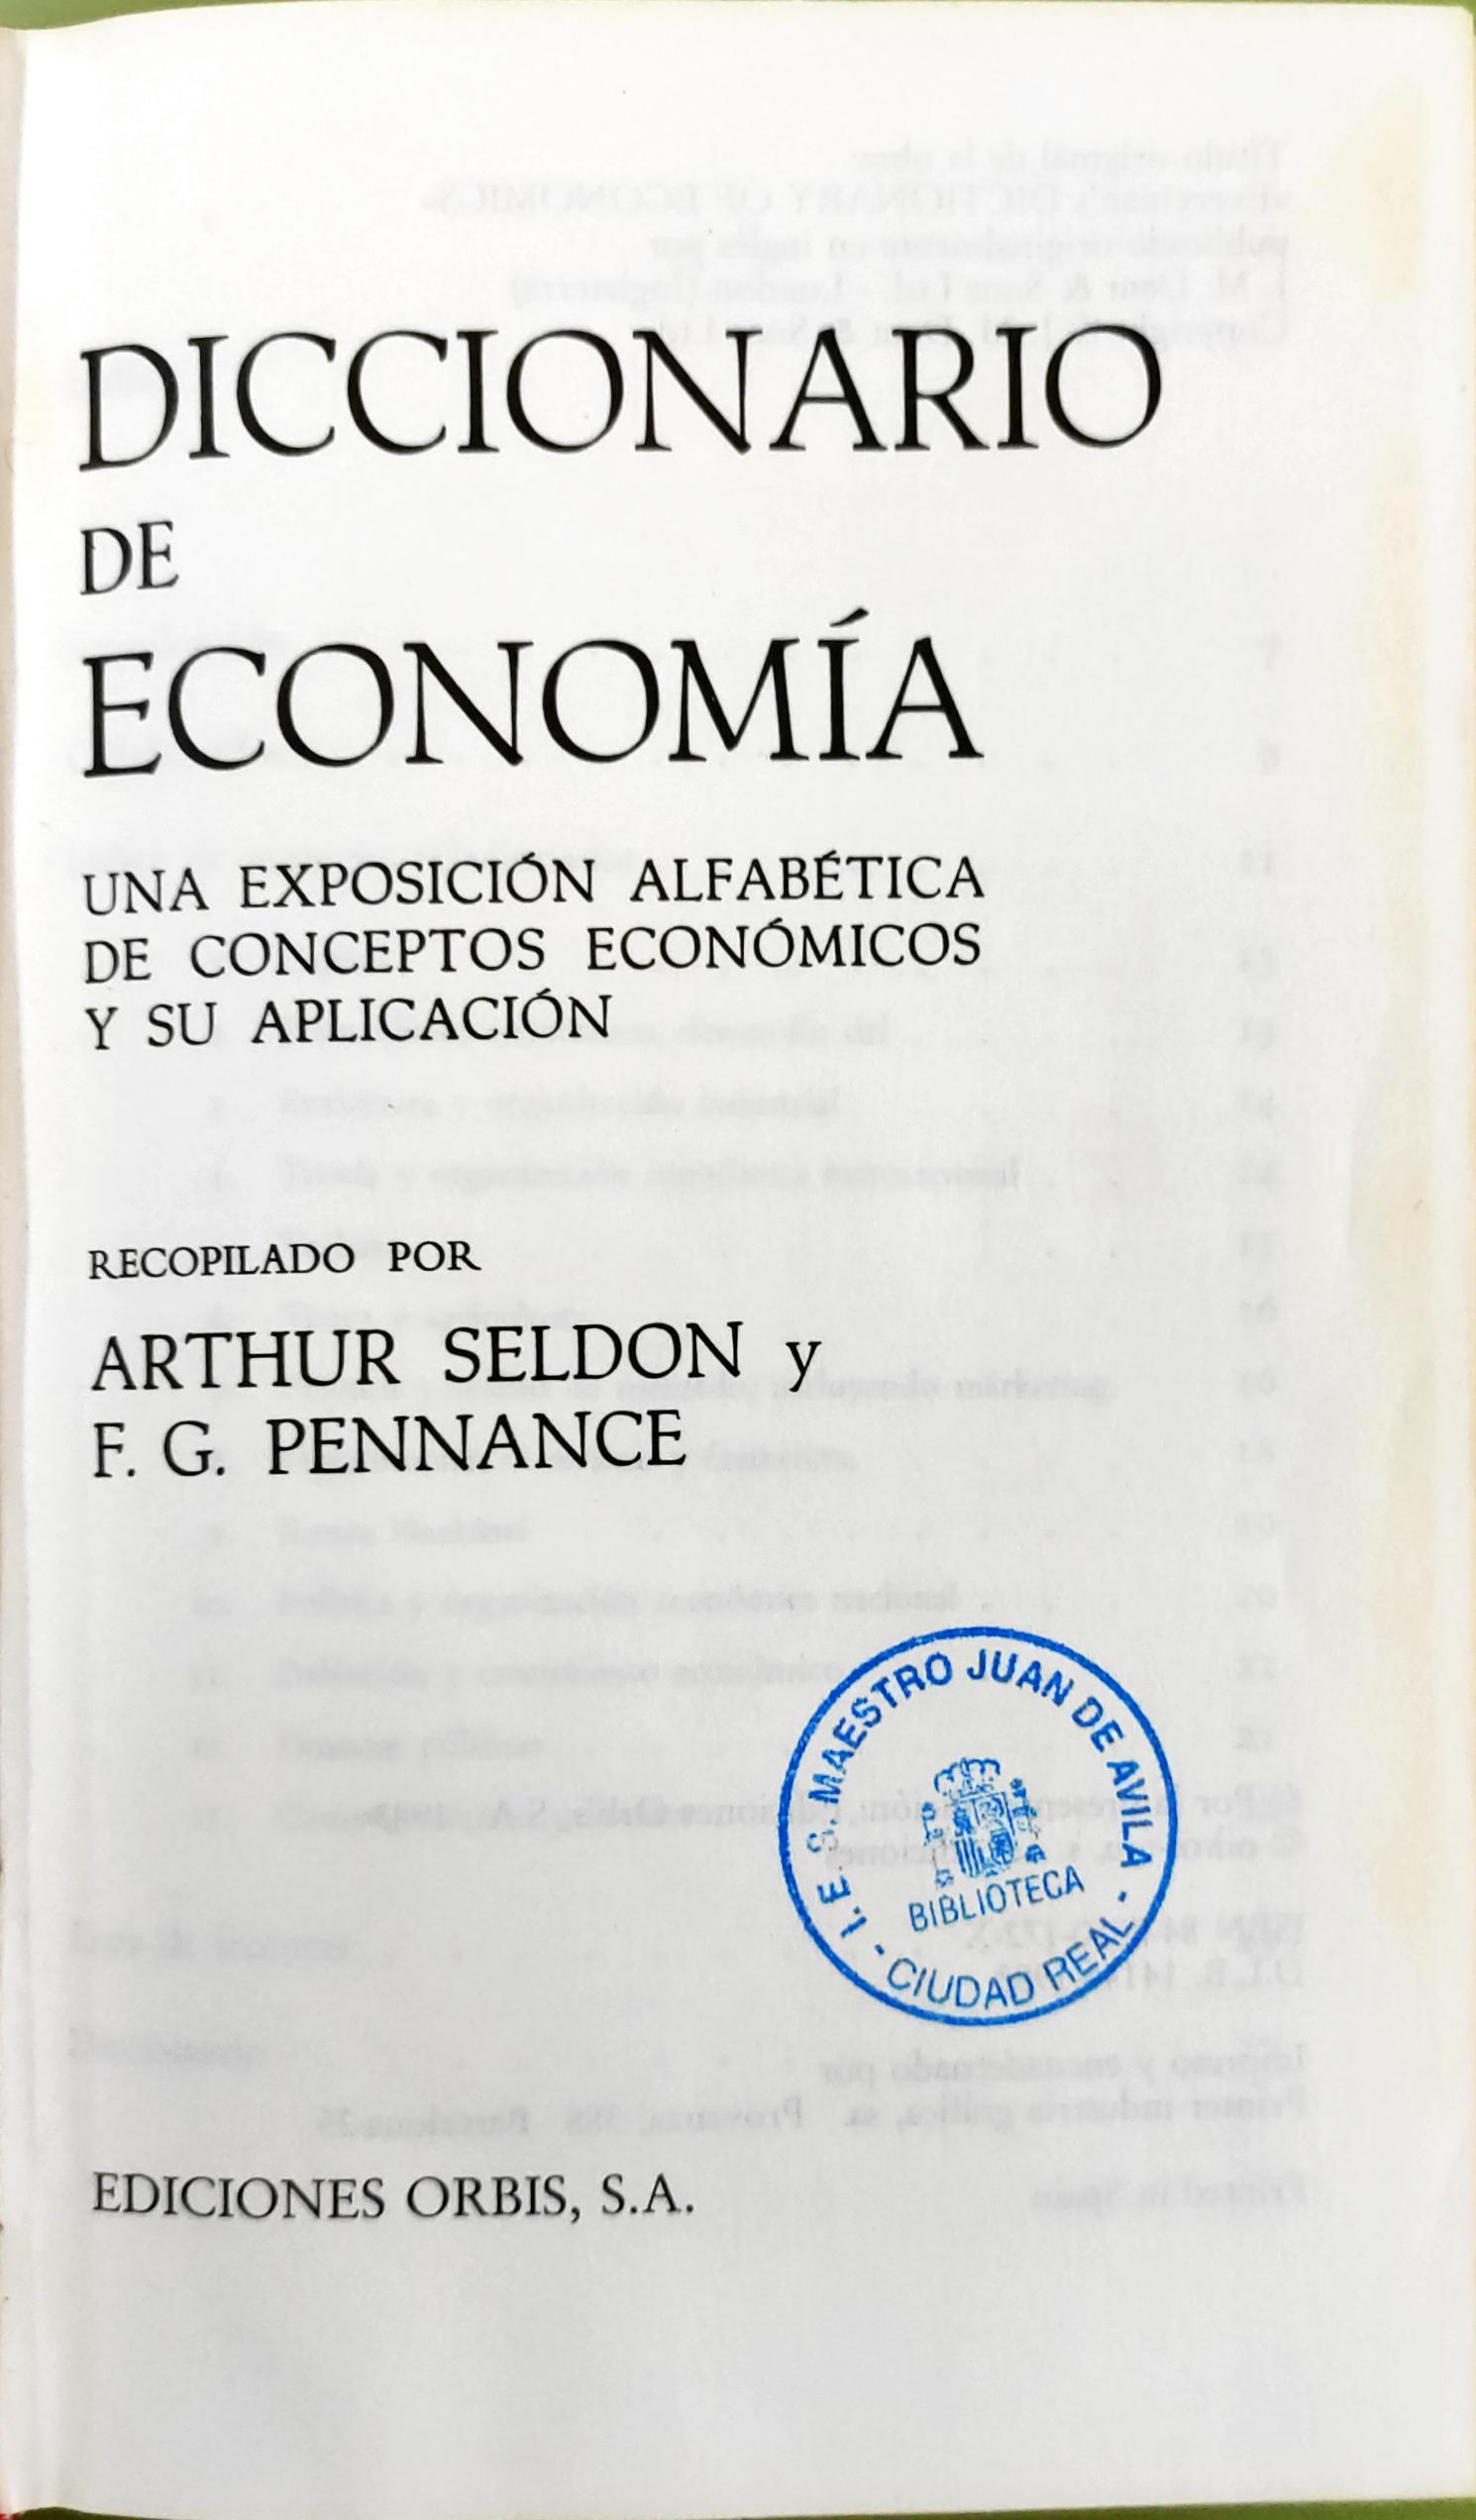 DICCIONARIO
DE
ECONOMÍA
UNA EXPOSICIÓN ALFABÉTICA
DE CONCEPTOS ECONÓMICOS
Y SU APLICACIÓN
RECOPILADO POR
ARTHUR SELDON y
F. G. PENNANCE
I. E. S. MAESTRO JUAN DE AVILA
BIBLIOTECA
- CIUDAD REAL -
EDICIONES ORBIS, S.A.